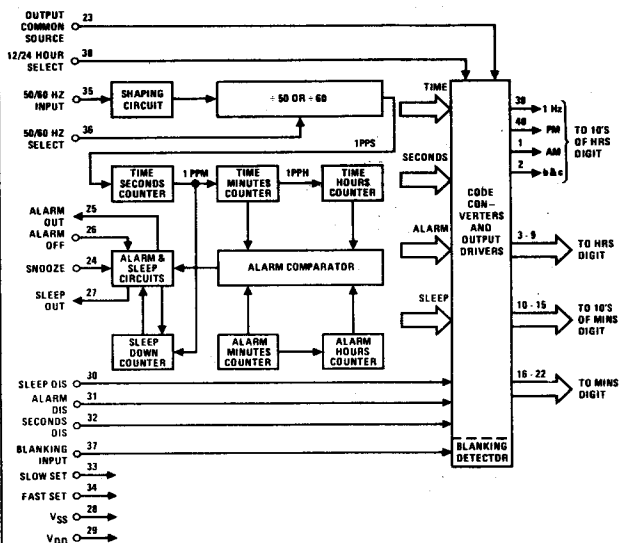 OUTPUT
COMMON
SOURCE
23
12/24 HOUR
SELECT
38
50/60 HZ
INPUT
35
SHAPING
CIRCUIT
÷50 OR ÷60
50/60 HZ
SELECT
36
1PPS
TIME
SECONDS
COUNTER
1 PPM
TIME
MINUTES
COUNTER
1PPH
TIME
HOURS
COUNTER
ALARM
OUT
25
ALARM
OFF
26
SNOOZE
24
SLEEP
OUT
27
ALARM &
SLEEP
CIRCUITS
ALARM COMPARATOR
SLEEP
DOWN
COUNTER
ALARM
MINUTES
COUNTER
ALARM
HOURS
COUNTER
TIME
SECONDS
ALARM
SLEEP
CODE
CON-
VERTERS
AND
OUTPUT
DRIVERS
BLANKING
DETECTOR
39
1 Hz
40
PM
1
AM
2
b&c
TO 10'S
OF HRS
DIGIT
3 - 9
TO HRS
DIGIT
10 - 15
TO 10'S
OF MINS
DIGIT
16 - 22
TO MINS
DIGIT
SLEEP DIS
30
ALARM
DIS
31
SECONDS
DIS
32
BLANKING
INPUT
37
SLOW SET
33
FAST SET
34
VSS
28
VDD
29